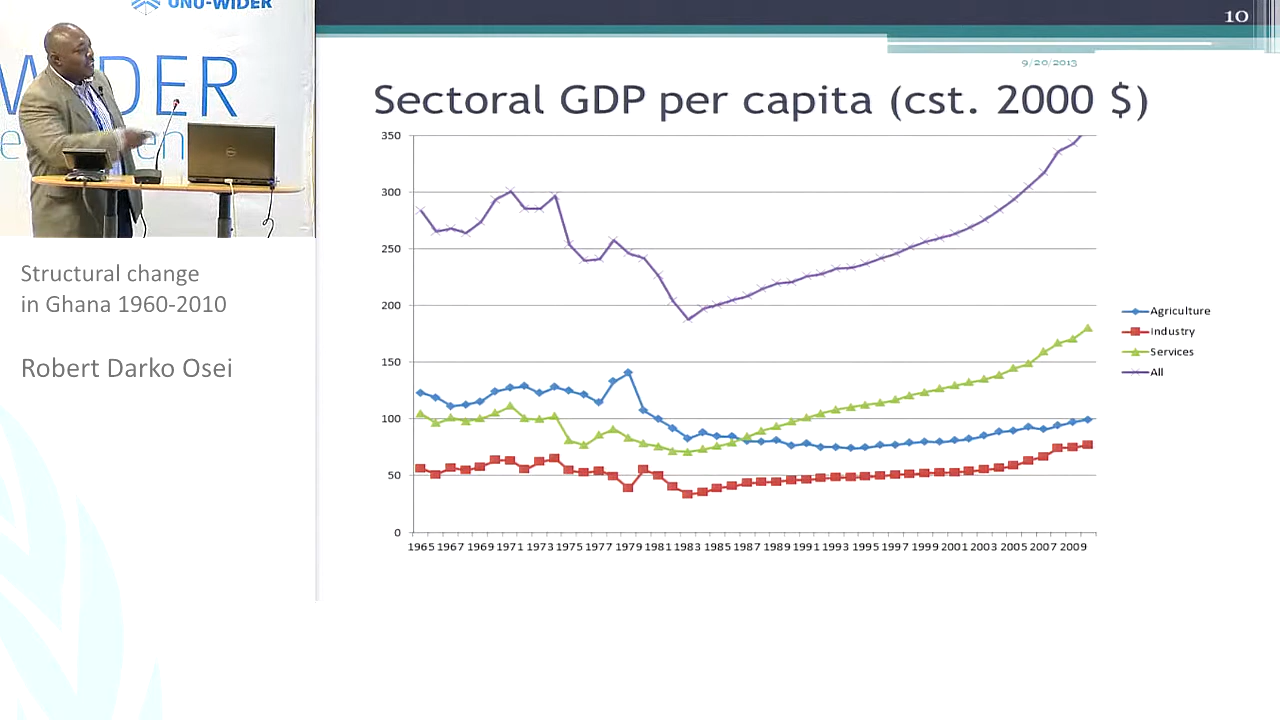 UNU-WIDER
WIDER
10
9/20/2013
Sectoral GDP per capita (cst. 2000 $)
350
300
250
200
150
100
50
0
1965 1967 1969 1971 1973 1975 1977 1979 1981 1983 1985 1987 1989 1991 1993 1995 1997 1999 2001 2003 2005 2007 2009
Agriculture
Industry
Services
All
Structural change
in Ghana 1960-2010
Robert Darko Osei